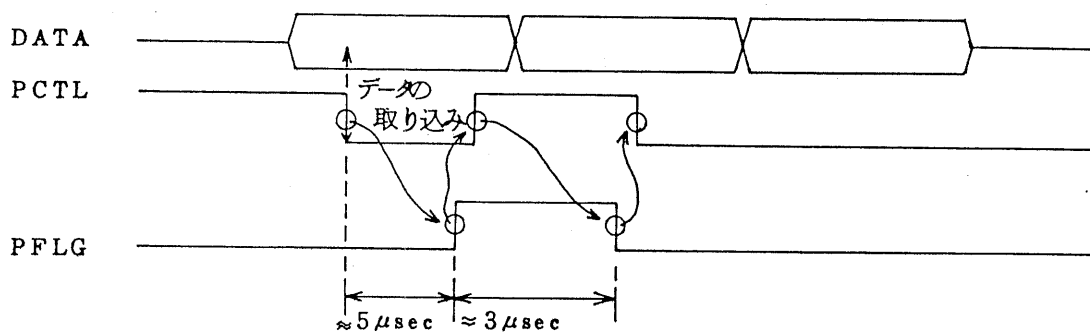 DATA
PCTL
データの
取り込み
PFLG
≈5μsec
≈3μsec